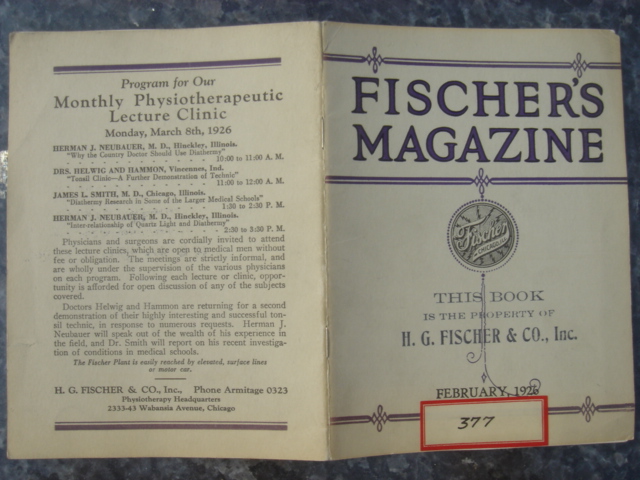 Program for Our
Monthly Physiotherapeutic
Lecture Clinic
Monday, March 8th, 1926
HERMAN J. NEUBAUER, M. D., Hinckley, Illinois.
"Why the Country Doctor Should Use Diathermy"
10:00 to 11:00 A. M.
DRS. HELWIG AND HAMMON, Vincennes, Ind.
"Tonsil Clinic—A Further Demonstration of Technic"
11:00 to 12:00 A. M.
JAMES L. SMITH, M. D., Chicago, Illinois.
"Diathermy Research in Some of the Larger Medical Schools"
1:30 to 2:30 P. M.
HERMAN J. NEUBAUER, M. D., Hinckley, Illinois.
"Inter-relationship of Quartz Light and Diathermy"
2:30 to 3:30 P. M.
Physicians and surgeons are cordially invited to attend
these lecture clinics, which are open to medical men without
fee or obligation. The meetings are strictly informal, and
are wholly under the supervision of the various physicians
on each program. Following each lecture or clinic, oppor-
tunity is afforded for open discussion of any of the subjects
covered.
Doctors Helwig and Hammon are returning for a second
demonstration of their highly interesting and successful ton-
sil technic, in response to numerous requests. Herman J.
Neubauer will speak out of the wealth of his experience in
the field, and Dr. Smith will report on his recent investiga-
tion of conditions in medical schools.
The Fischer Plant is easily reached by elevated, surface lines
or motor car.
H. G. FISCHER & CO., Inc., Phone Armitage 0323
Physiotherapy Headquarters
2333-43 Wabansia Avenue, Chicago
FISCHER'S
MAGAZINE
Fischer
CHICAGO
THIS BOOK
IS THE PROPERTY OF
H. G. FISCHER & CO., Inc.
FEBRUARY, 1926
377